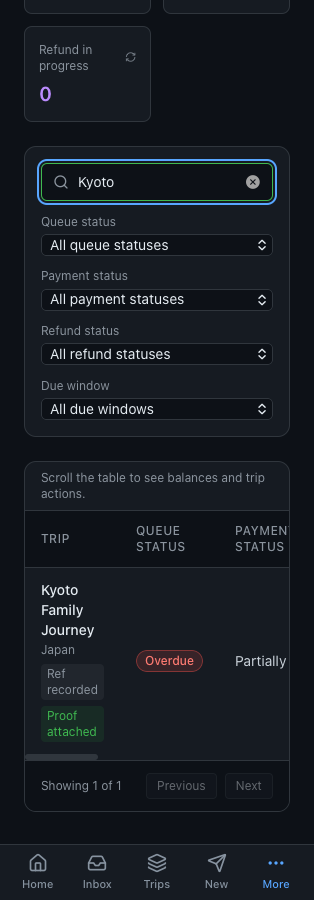 Refund in
progress
0
Kyoto
Queue status
All queue statuses
Payment status
All payment statuses
Refund status
All refund statuses
Due window
All due windows
Scroll the table to see balances and trip
actions.
TRIP
QUEUE
STATUS
PAYMENT
STATUS
Kyoto
Family
Journey
Japan
Ref
recorded
Proof
attached
Overdue
Partially
Showing 1 of 1
Previous
Next
Home
Inbox
Trips
New
More